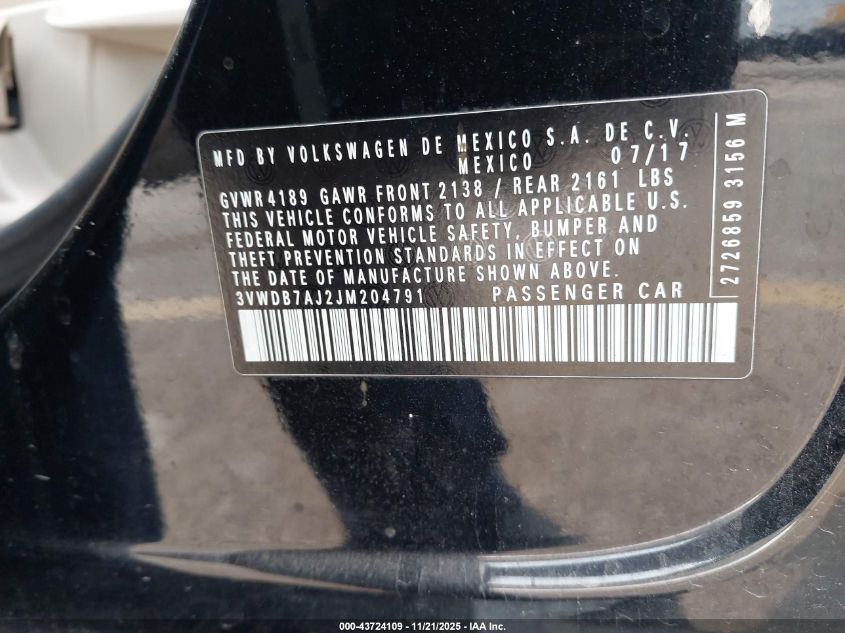 MFD BY VOLKSWAGEN DE MEXICO S.A. DE C.V.
MEXICO 07/17
GVWR 4189 GAWR FRONT 2138 / REAR 2161 LBS
THIS VEHICLE CONFORMS TO ALL APPLICABLE U.S.
FEDERAL MOTOR VEHICLE SAFETY, BUMPER AND
THEFT PREVENTION STANDARDS IN EFFECT ON
THE DATE OF MANUFACTURE SHOWN ABOVE.
3VWDB7AJ2JM204791 PASSENGER CAR
2726859 3156 M
000-43724109 - 11/21/2025 - IAA Inc.